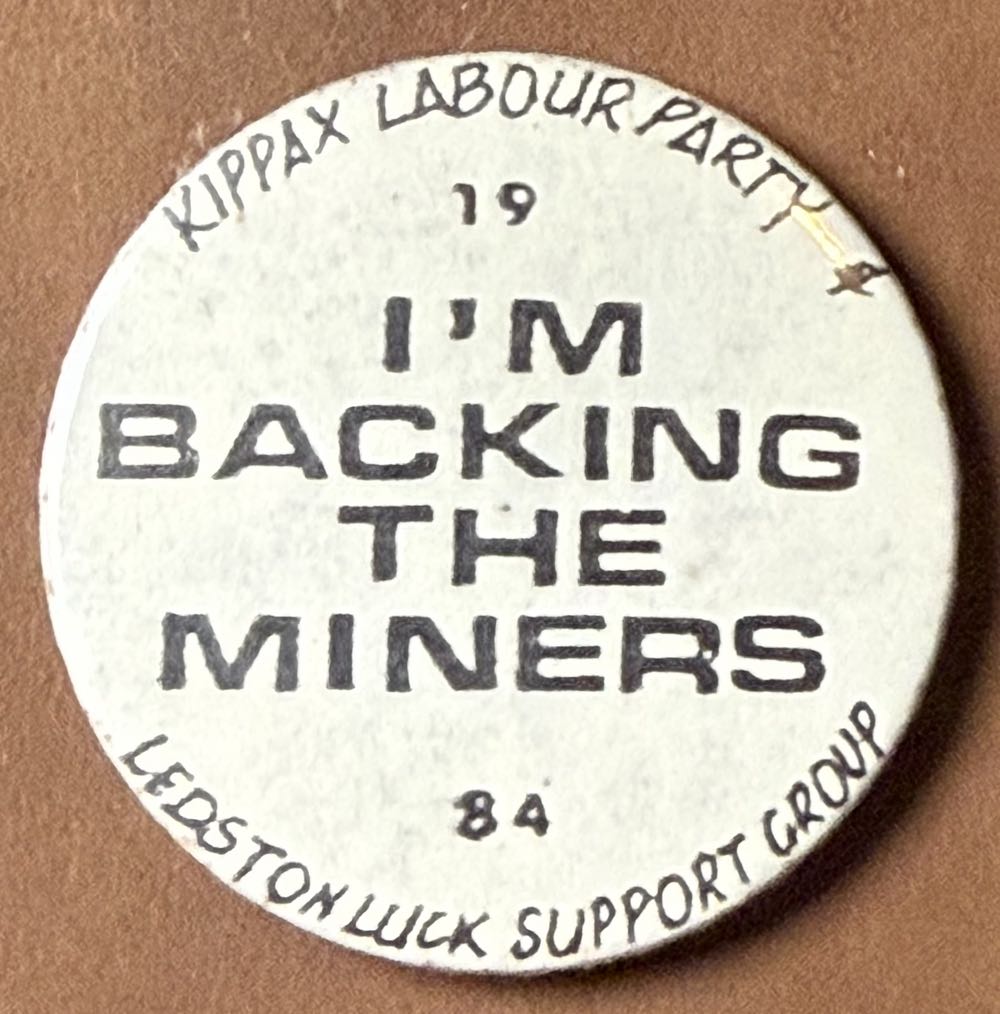 KIPPAX LABOUR PARTY &
19
I'M
BACKING
THE
MINERS
84
LEDSTON LUCK SUPPORT GROUP